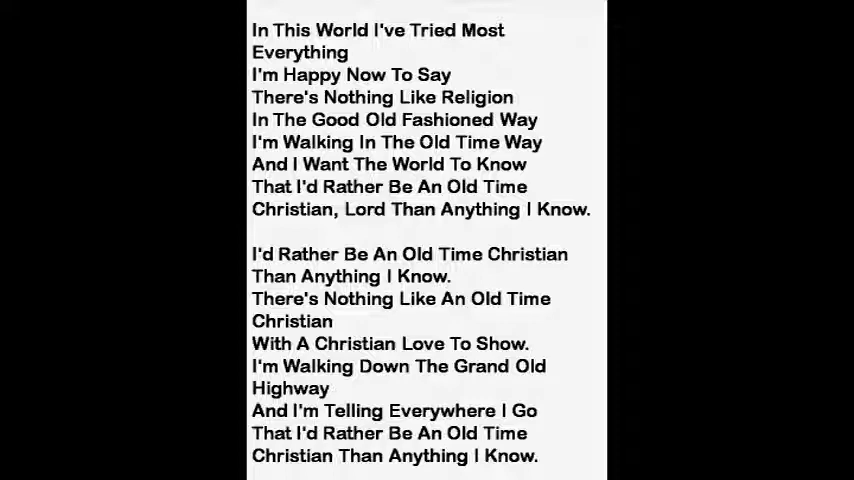 In This World I've Tried Most
Everything
I'm Happy Now To Say
There's Nothing Like Religion
In The Good Old Fashioned Way
I'm Walking In The Old Time Way
And I Want The World To Know
That I'd Rather Be An Old Time
Christian, Lord Than Anything I Know.

I'd Rather Be An Old Time Christian
Than Anything I Know.
There's Nothing Like An Old Time
Christian
With A Christian Love To Show.
I'm Walking Down The Grand Old
Highway
And I'm Telling Everywhere I Go
That I'd Rather Be An Old Time
Christian Than Anything I Know.